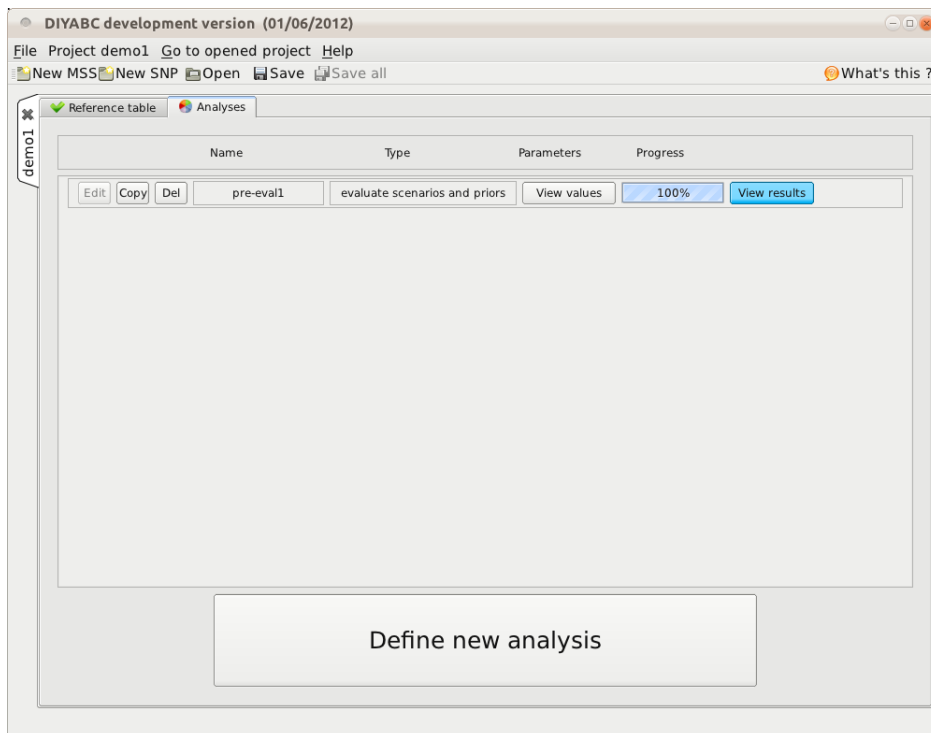 DIYABC development version (01/06/2012)
File Project demo1 Go to opened project Help
New MSS New SNP Open Save Save all What's this ?
demo1
Reference table Analyses
Name Type Parameters Progress
Edit Copy Del pre-eval1 evaluate scenarios and priors View values 100% View results
Define new analysis